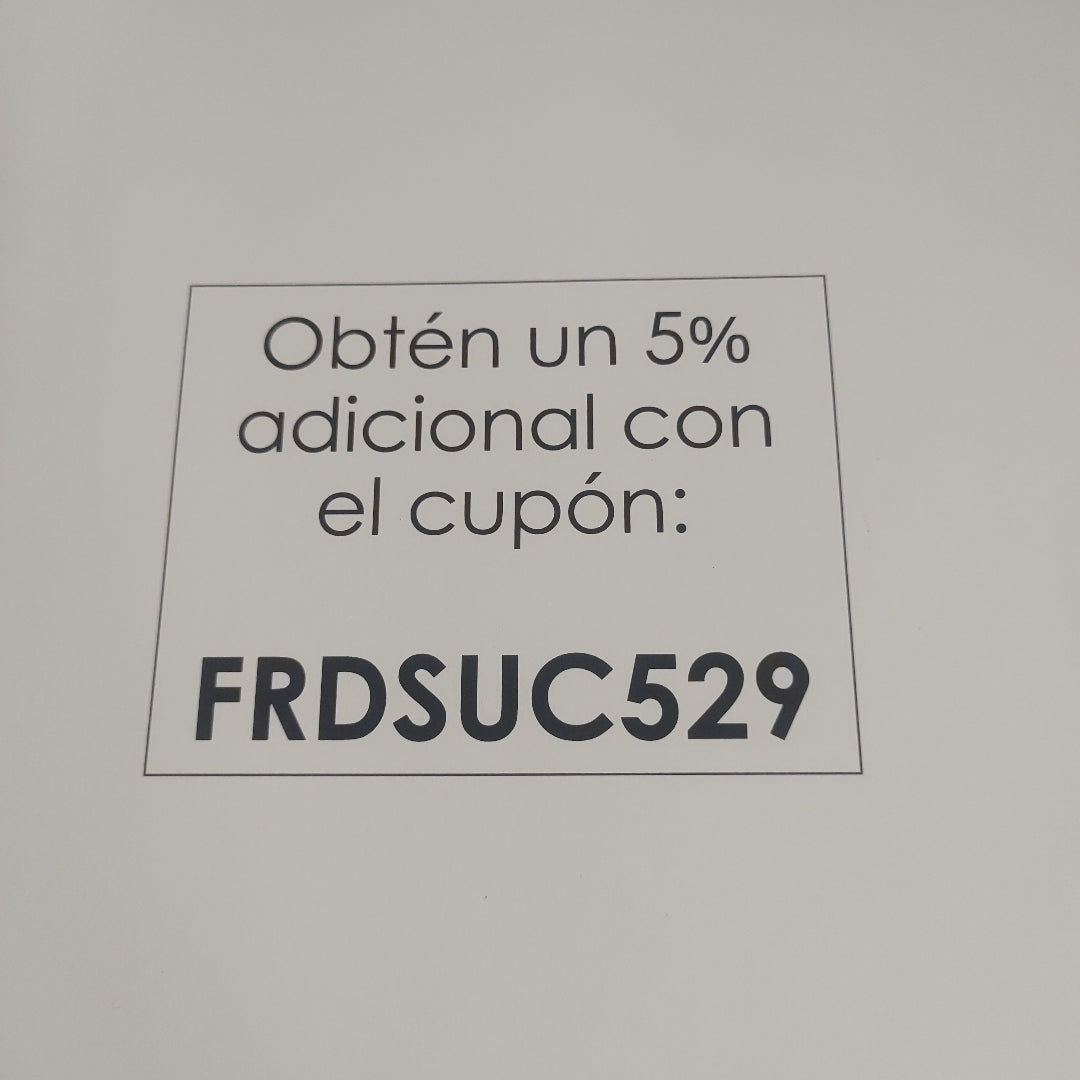 Obtén un 5%
adicional con
el cupón:
FRDSUC529